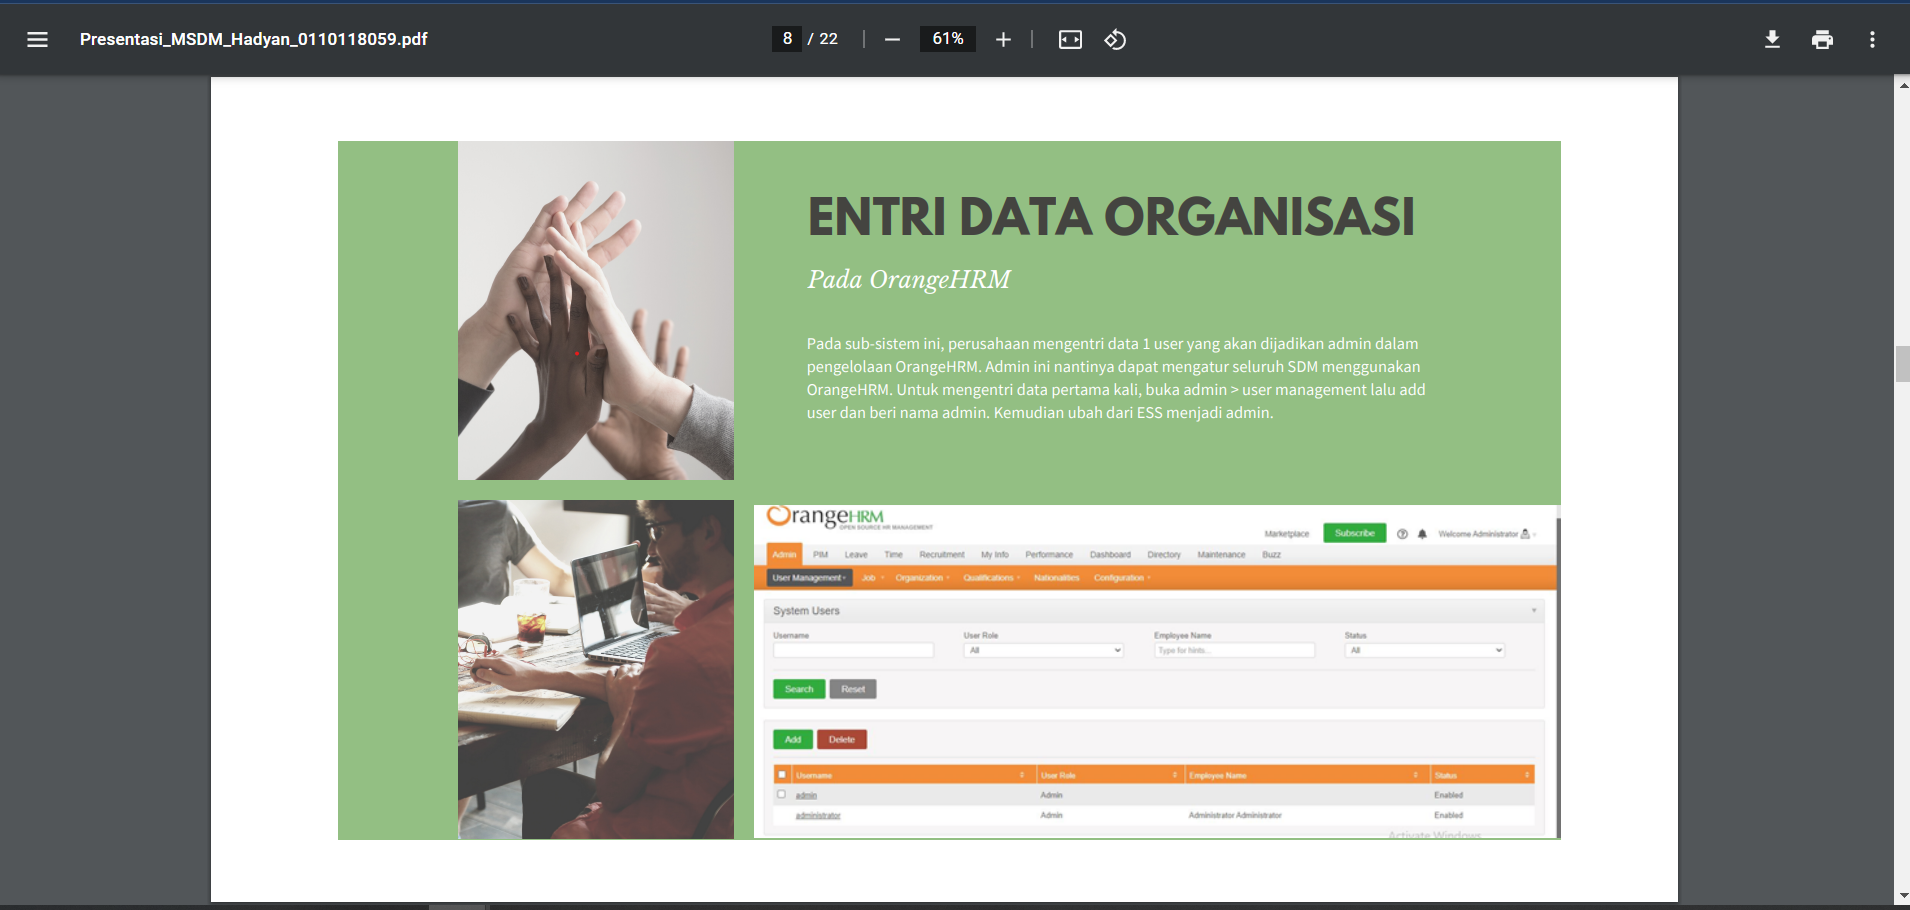 Presentasi_MSDM_Hadyan_0110118059.pdf
8 / 22
61%
ENTRI DATA ORGANISASI
Pada OrangeHRM
Pada sub-sistem ini, perusahaan mengentri data 1 user yang akan dijadikan admin dalam
pengelolaan OrangeHRM. Admin ini nantinya dapat mengatur seluruh SDM menggunakan
OrangeHRM. Untuk mengentri data pertama kali, buka admin > user management lalu add
user dan beri nama admin. Kemudian ubah dari ESS menjadi admin.
OrangeHRM
OPEN SOURCE HR MANAGEMENT
Marketplace Subscribe Welcome Administrator
Admin PIM Leave Time Recruitment My Info Performance Dashboard Directory Maintenance Buzz
User Management Job Organization Qualifications Nationalities Configuration
System Users
Username User Role Employee Name Status
All Type for hints... All
Search Reset
Add Delete
Username User Role Employee Name Status
admin Admin Enabled
administrator Admin Administrator Administrator Enabled
Activate Windows